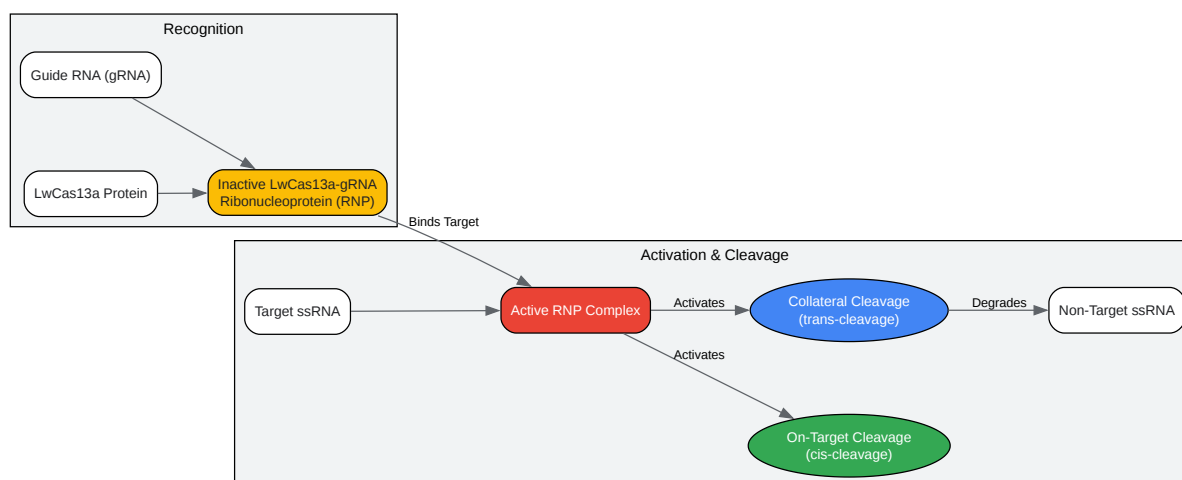 Recognition
Guide RNA (gRNA)
LwCas13a Protein
Inactive LwCas13a-gRNA
Ribonucleoprotein (RNP)
Binds Target
Activation & Cleavage
Target ssRNA
Active RNP Complex
Activates
Collateral Cleavage
(trans-cleavage)
Degrades
Non-Target ssRNA
Activates
On-Target Cleavage
(cis-cleavage)